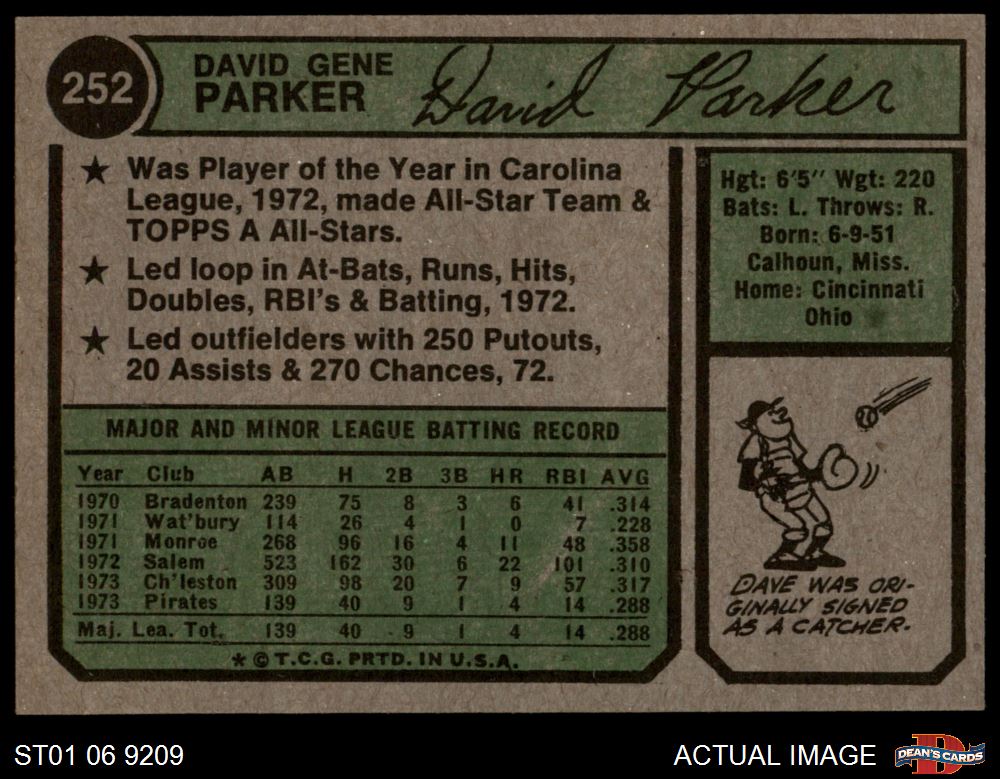 252
DAVID GENE
PARKER
David Parker
★ Was Player of the Year in Carolina
League, 1972, made All-Star Team &
TOPPS A All-Stars.
★ Led loop in At-Bats, Runs, Hits,
Doubles, RBI's & Batting, 1972.
★ Led outfielders with 250 Putouts,
20 Assists & 270 Chances, 72.
Hgt: 6'5" Wgt: 220
Bats: L. Throws: R.
Born: 6-9-51
Calhoun, Miss.
Home: Cincinnati
Ohio
MAJOR AND MINOR LEAGUE BATTING RECORD
Year Club AB H 2B 3B HR RBI AVG
1970 Bradenton 239 75 8 3 6 41 .314
1971 Wat'bury 114 26 4 1 0 7 .228
1971 Monroe 268 96 16 4 11 48 .358
1972 Salem 523 162 30 6 22 101 .310
1973 Ch'leston 309 98 20 7 9 57 .317
1973 Pirates 139 40 9 1 4 14 .288
Maj. Lea. Tot. 139 40 9 1 4 14 .288
★ © T.C.G. PRTD. IN U.S.A.
DAVE WAS ORI-
GINALLY SIGNED
AS A CATCHER.
ST01 06 9209
ACTUAL IMAGE
DEAN'S CARDS